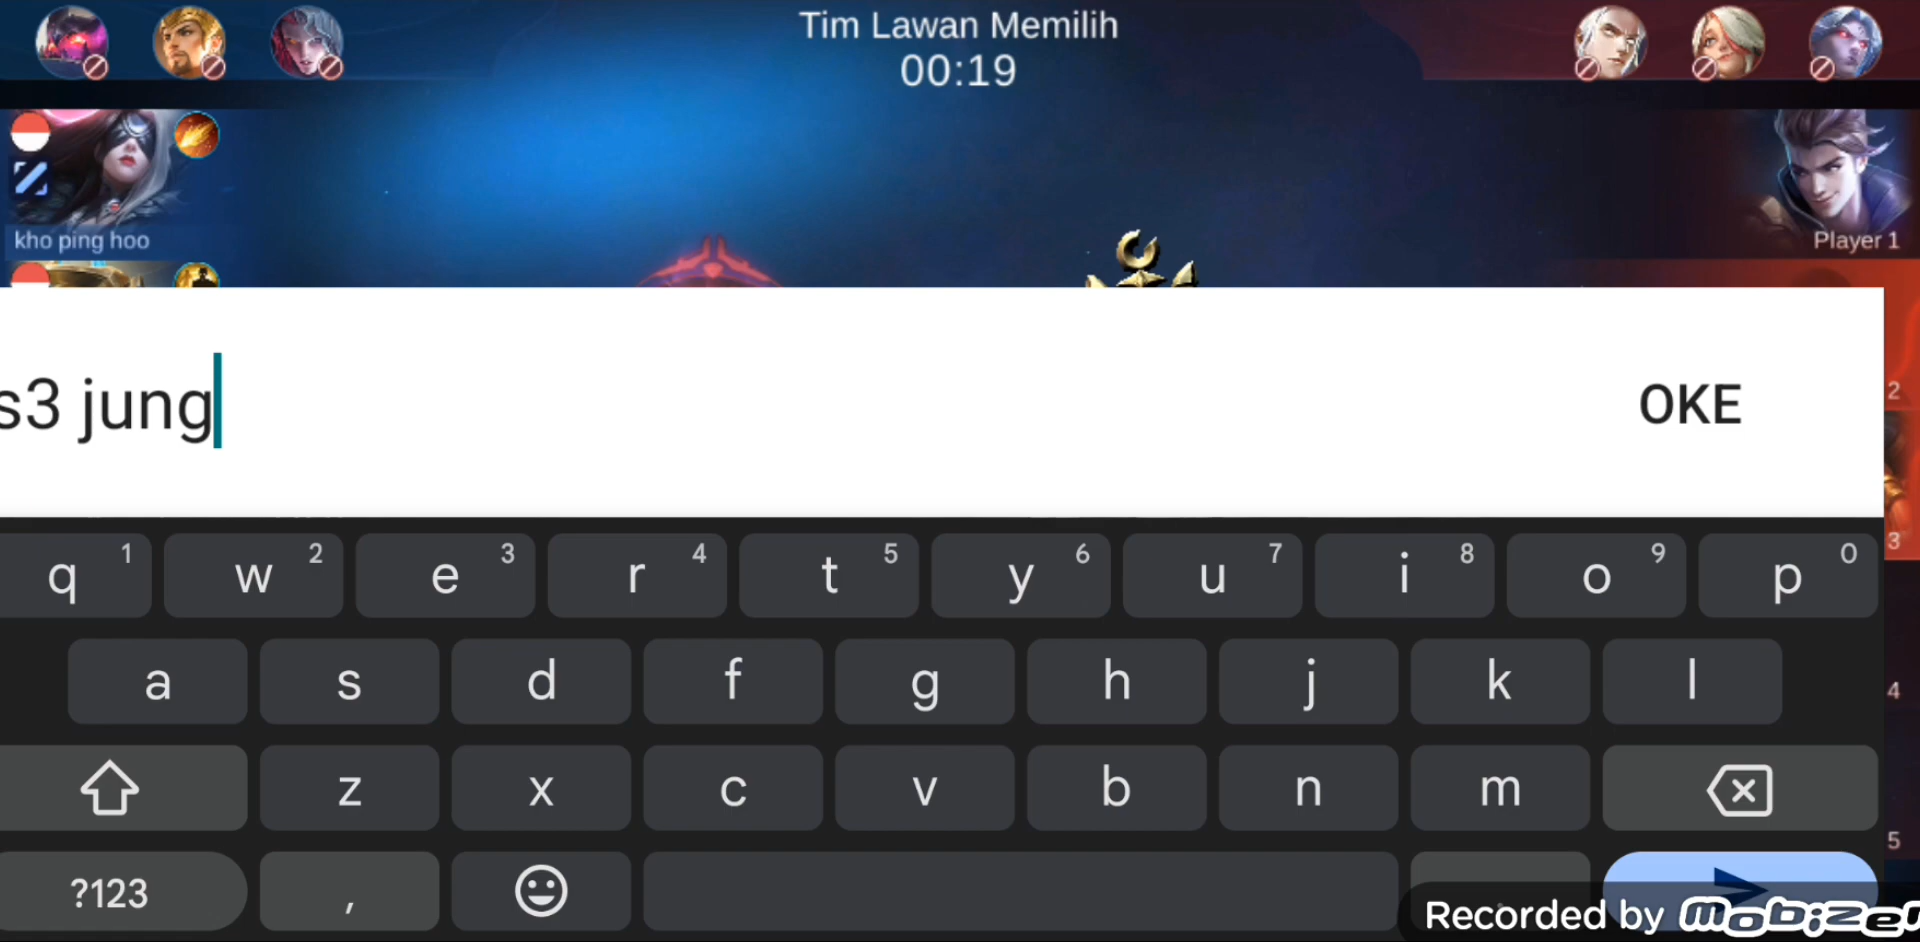 Tim Lawan Memilih
00:19
kho ping hoo
Player 1
s3 jung
OKE
2
3
4
5
q 1 w 2 e 3 r 4 t 5 y 6 u 7 i 8 o 9 p 0
a s d f g h j k l
z x c v b n m
?123 ,
Recorded by Mobizen